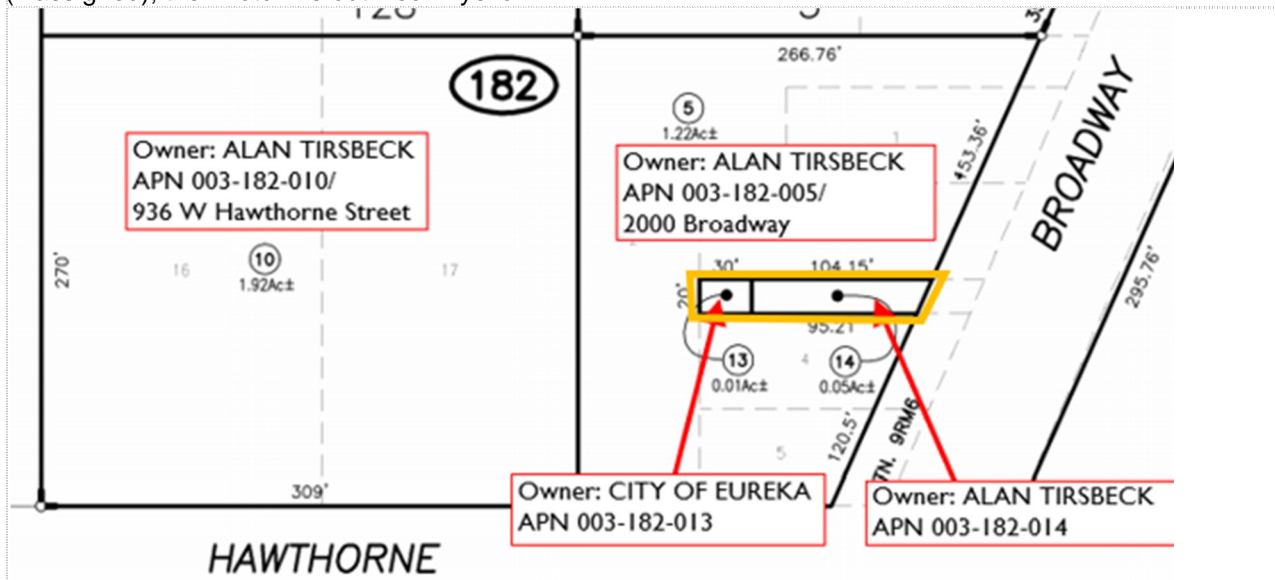 266.76'
182
5
1.22Ac±
1
Owner: ALAN TIRSBECK
APN 003-182-010/
936 W Hawthorne Street
Owner: ALAN TIRSBECK
APN 003-182-005/
2000 Broadway
453.36'
BROADWAY
270'
16
10
1.92Ac±
17
30'
104.15'
20'
295.76'
95.21'
13
0.01Ac±
4
14
0.05Ac±
120.5'
5
9RM6
309'
Owner: CITY OF EUREKA
APN 003-182-013
Owner: ALAN TIRSBECK
APN 003-182-014
HAWTHORNE